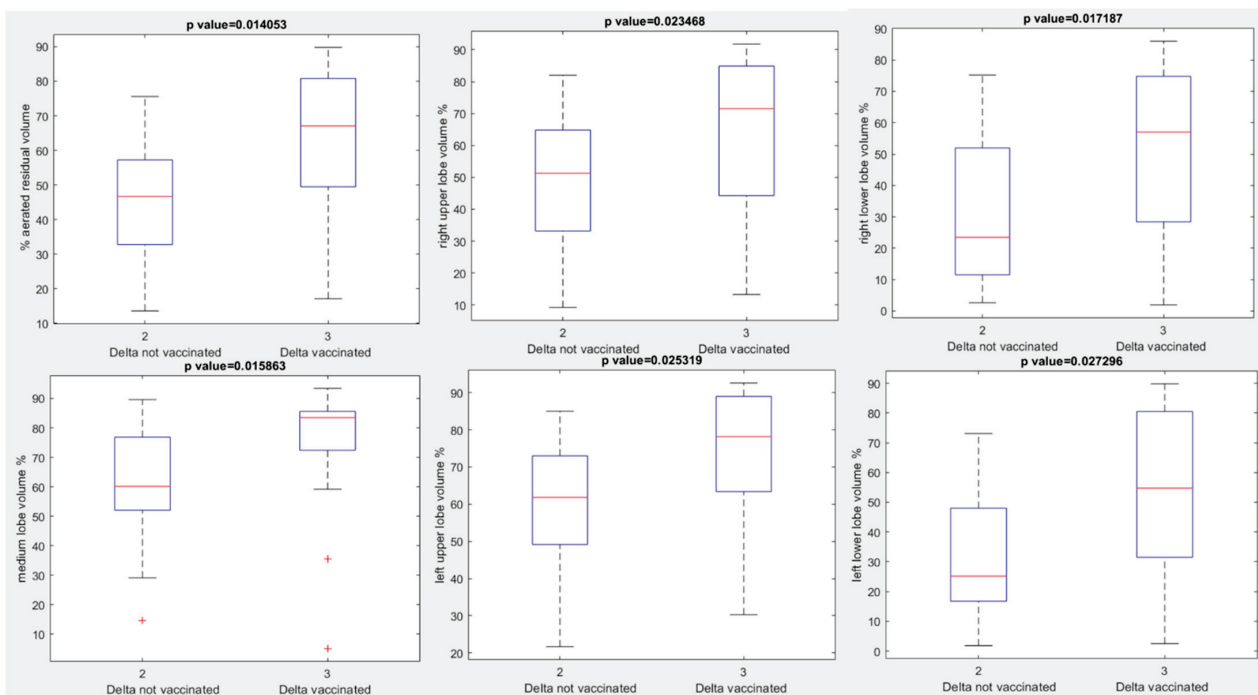 p value=0.014053
% aerated residual volume
90
80
70
60
50
40
30
20
10
2
3
Delta not vaccinated
Delta vaccinated
p value=0.023468
right upper lobe volume %
90
80
70
60
50
40
30
20
10
2
3
Delta not vaccinated
Delta vaccinated
p value=0.017187
right lower lobe volume %
90
80
70
60
50
40
30
20
10
0
2
3
Delta not vaccinated
Delta vaccinated
p value=0.015863
medium lobe volume %
90
80
70
60
50
40
30
20
10
2
3
Delta not vaccinated
Delta vaccinated
p value=0.025319
left upper lobe volume %
90
80
70
60
50
40
30
20
2
3
Delta not vaccinated
Delta vaccinated
p value=0.027296
left lower lobe volume %
90
80
70
60
50
40
30
20
10
0
2
3
Delta not vaccinated
Delta vaccinated